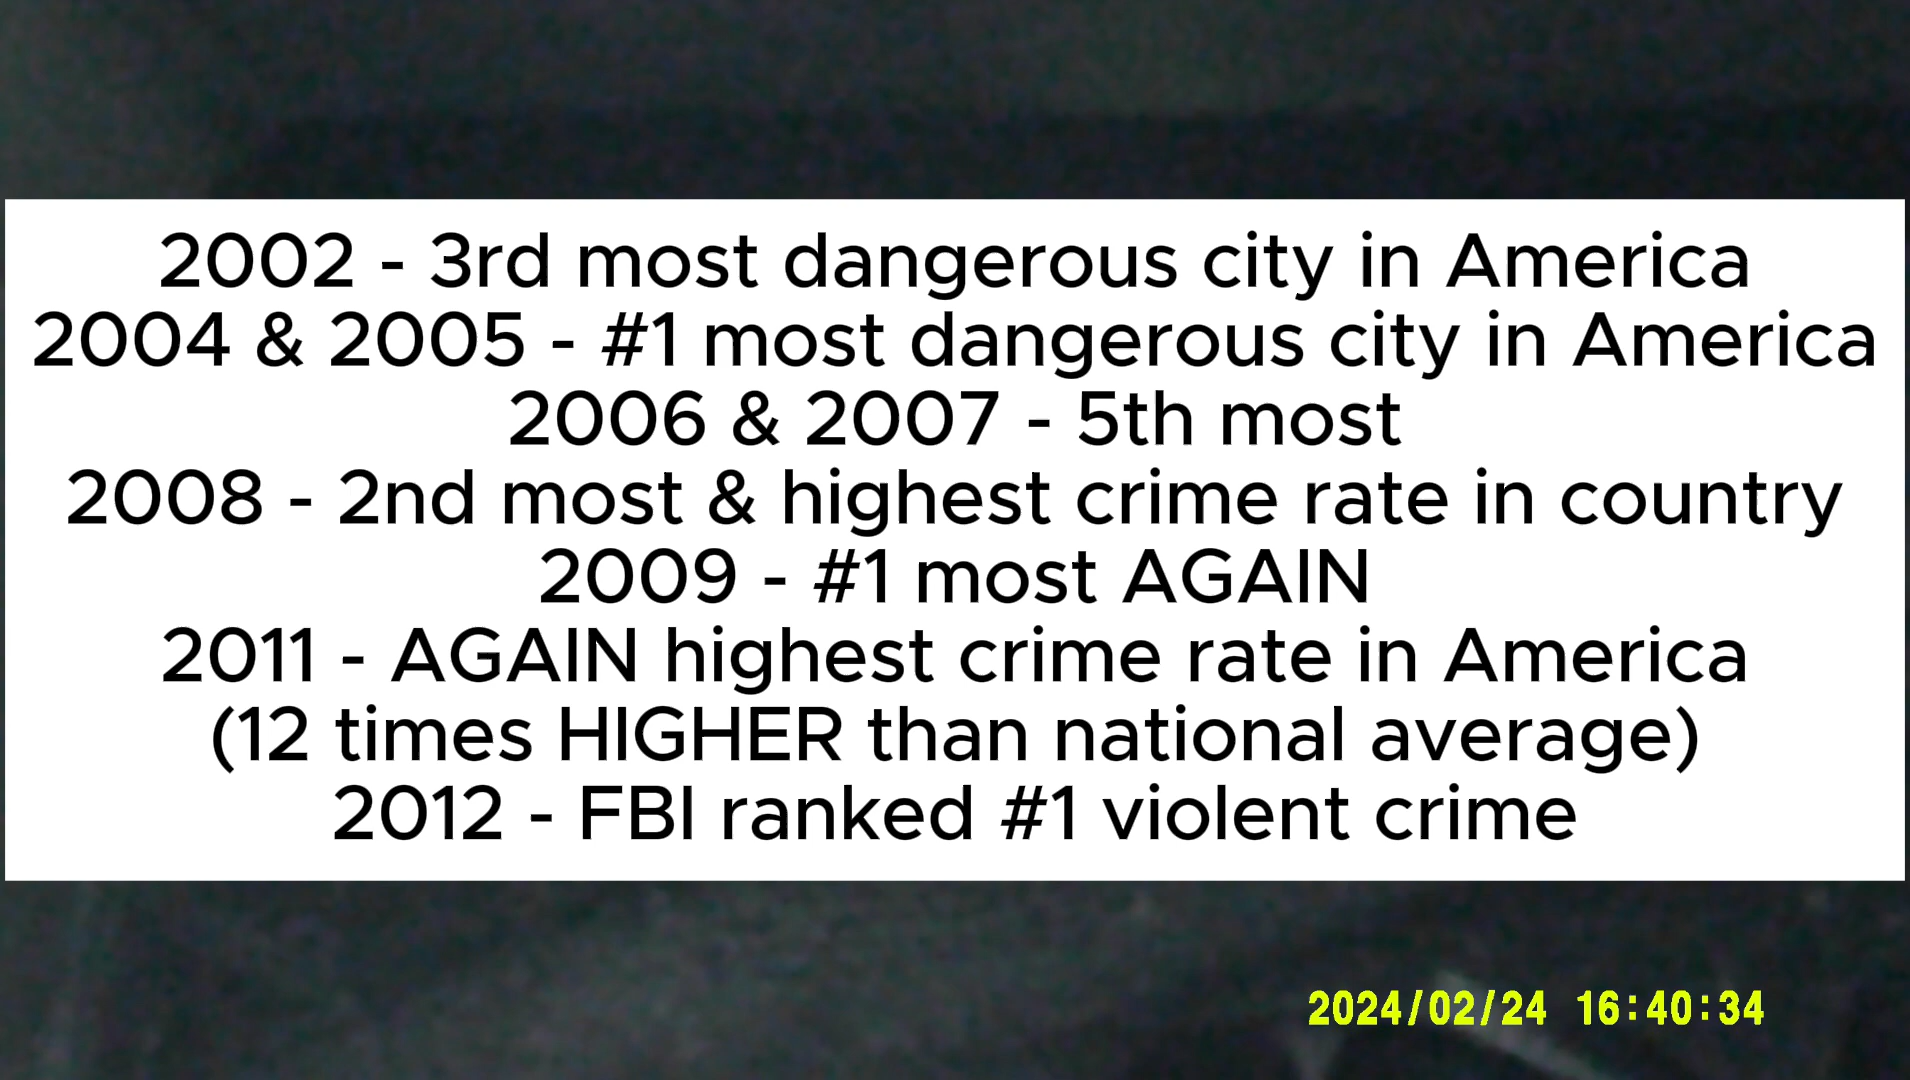 2002 - 3rd most dangerous city in America
2004 & 2005 - #1 most dangerous city in America
2006 & 2007 - 5th most
2008 - 2nd most & highest crime rate in country
2009 - #1 most AGAIN
2011 - AGAIN highest crime rate in America
(12 times HIGHER than national average)
2012 - FBI ranked #1 violent crime
2024/02/24 16:40:34